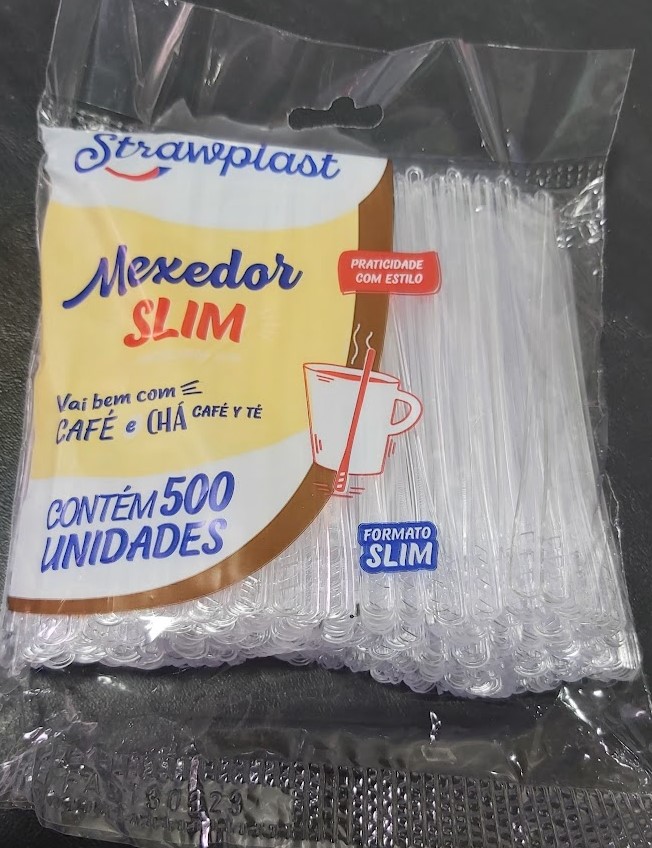 Strawplast
Mexedor
SLIM
PRATICIDADE
COM ESTILO
Vai bem com
CAFÉ e CHÁ CAFÉ Y TÉ
CONTÉM 500
UNIDADES
FORMATO
SLIM